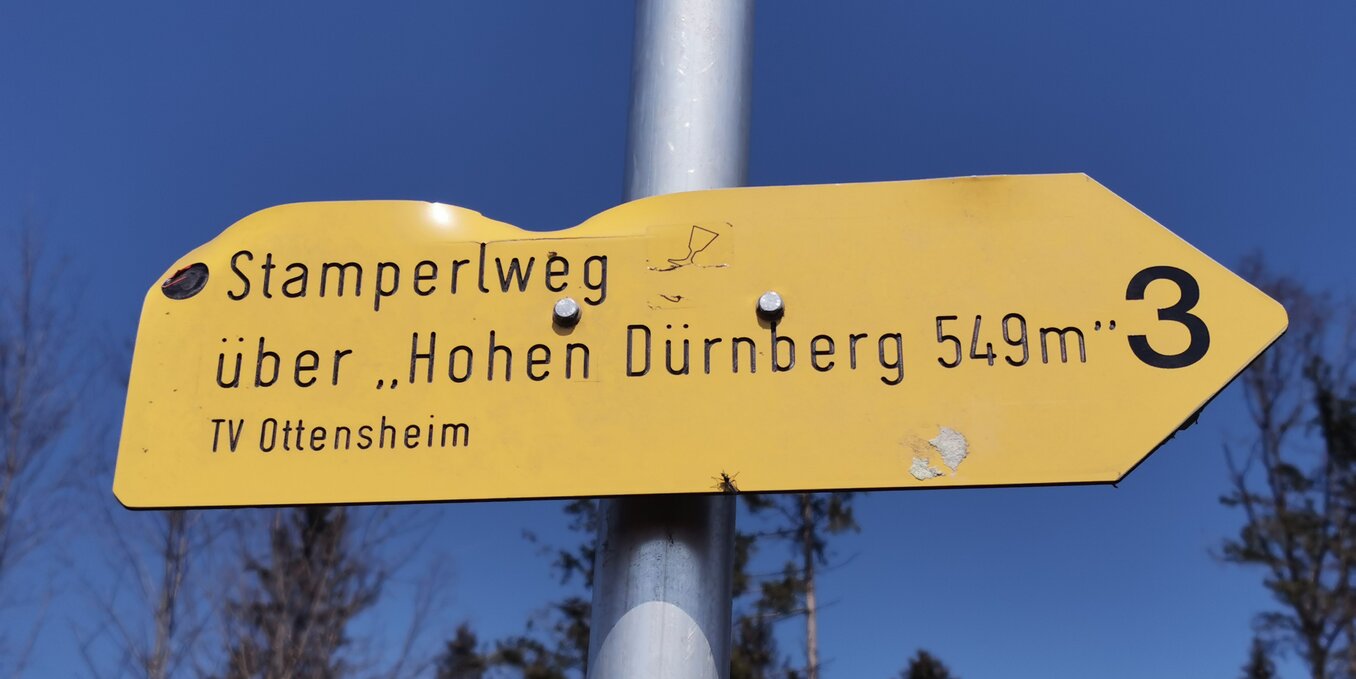 Stamperlweg
über „Hohen Dürnberg 549m” 3
TV Ottensheim